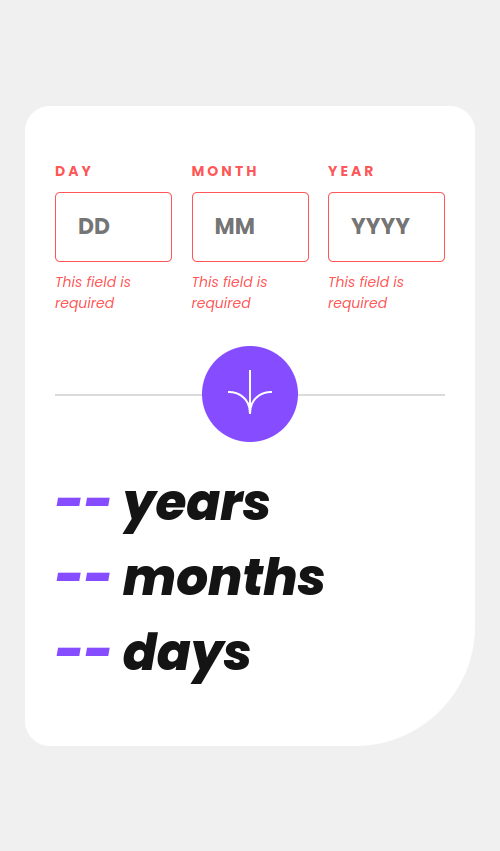 DAY MONTH YEAR
DD MM YYYY
This field is required This field is required This field is required
-- years
-- months
-- days